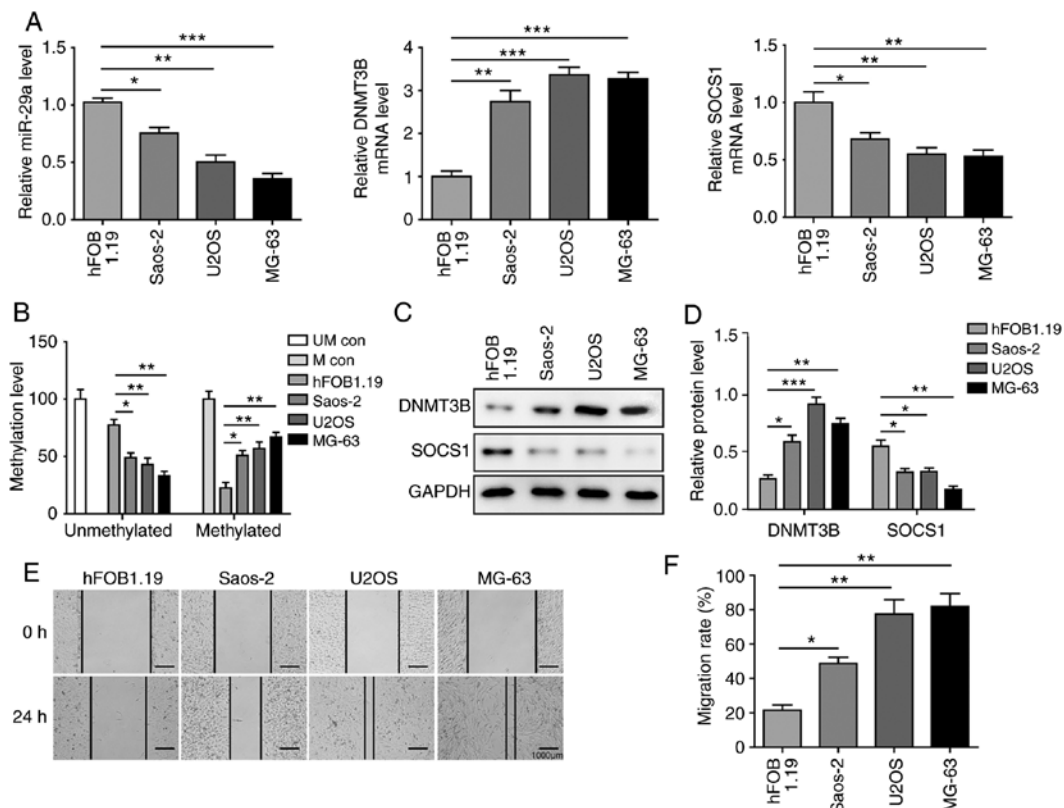 A
Relative miR-29a level
1.5
1.0
0.5
0.0
***
**
*
hFOB
1.19
Saos-2
U2OS
MG-63
Relative DNMT3B
mRNA level
4
3
2
1
0
***
***
**
hFOB
1.19
Saos-2
U2OS
MG-63
Relative SOCS1
mRNA level
1.5
1.0
0.5
0.0
**
**
*
hFOB
1.19
Saos-2
U2OS
MG-63
B
Methylation level
150
100
50
0
**
**
*
**
**
*
Unmethylated
Methylated
UM con
M con
hFOB1.19
Saos-2
U2OS
MG-63
C
hFOB
1.19
Saos-2
U2OS
MG-63
DNMT3B
SOCS1
GAPDH
D
Relative protein level
1.5
1.0
0.5
0.0
**
***
*
**
*
*
DNMT3B
SOCS1
hFOB1.19
Saos-2
U2OS
MG-63
E
hFOB1.19
Saos-2
U2OS
MG-63
0 h
24 h
1000μm
F
Migration rate (%)
100
80
60
40
20
0
**
**
*
hFOB
1.19
Saos-2
U2OS
MG-63